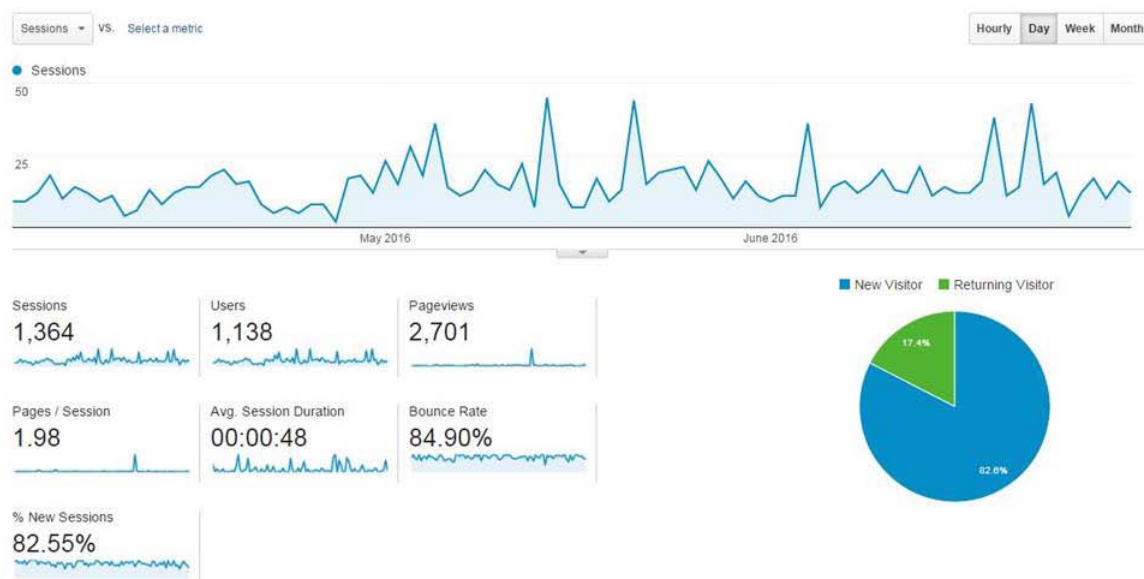 Sessions VS. Select a metric Hourly Day Week Month
Sessions
50
25
May 2016 June 2016
New Visitor Returning Visitor
Sessions Users Pageviews
1,364 1,138 2,701
17.4%
Pages / Session Avg. Session Duration Bounce Rate
1.98 00:00:48 84.90%
82.6%
% New Sessions
82.55%